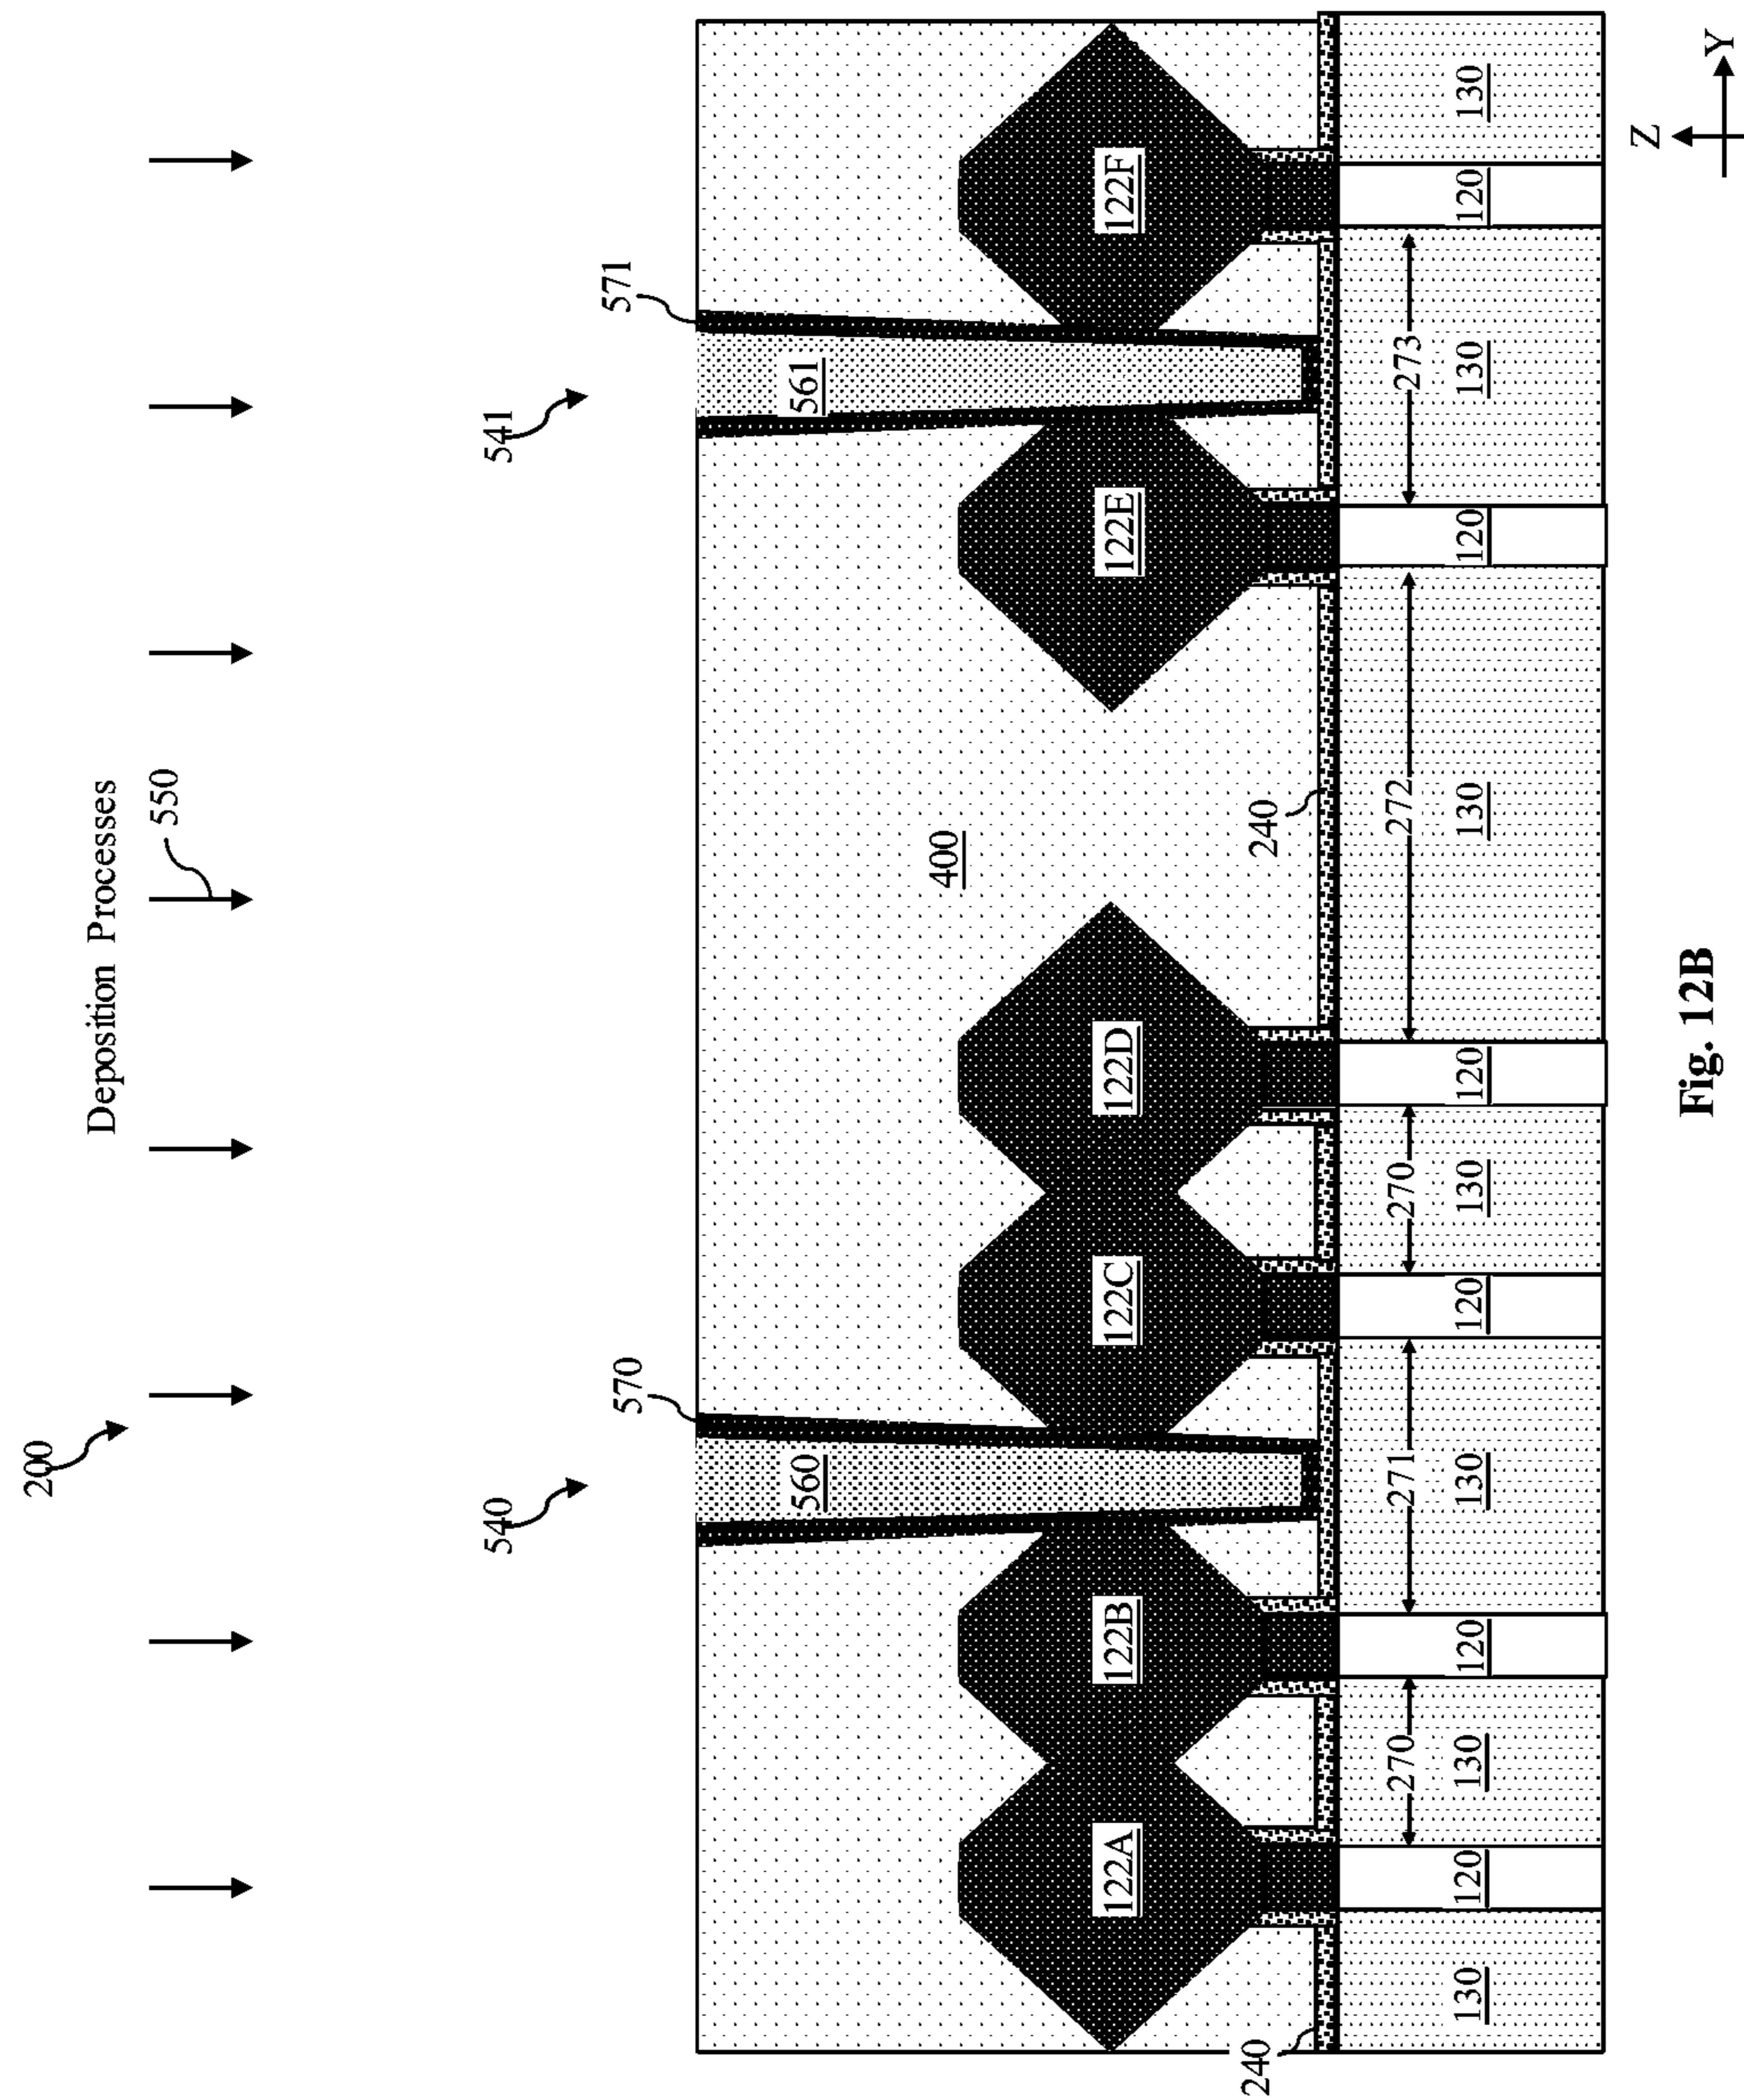 200
Deposition Processes
550
540
541
570
571
560
561
400
122A 122B 122C 122D 122E 122F
240
240
270 271 270 272 273
130 120 130 120 130 120 130 120 130 120 130 120 130
Z
Y
Fig. 12B